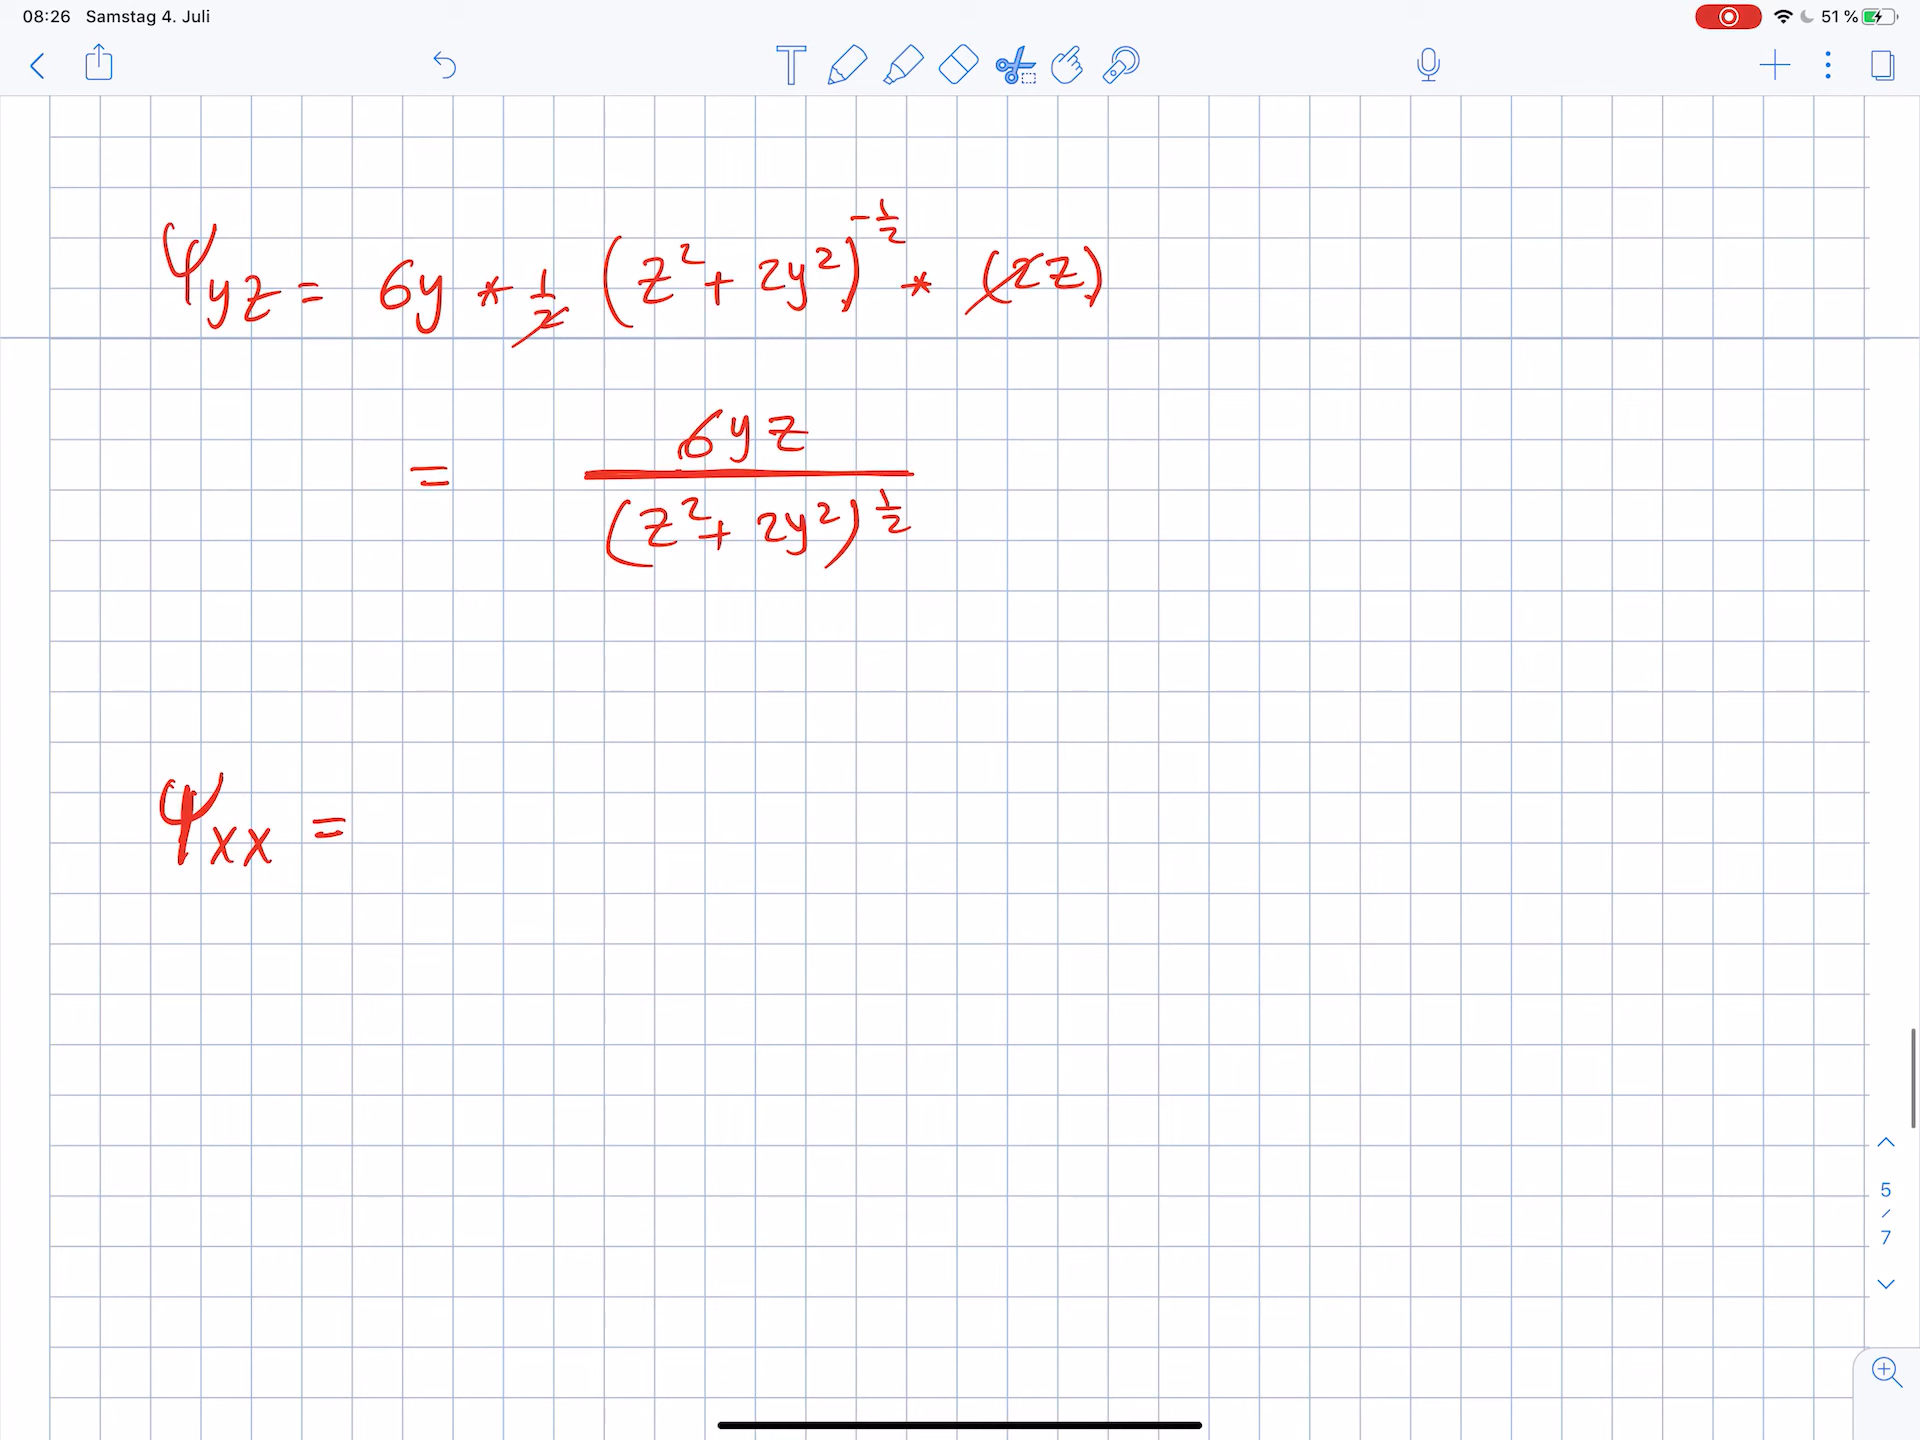 08:26 Samstag 4. Juli 51 %
T
ψyz = 6y * 1/2 (z² + 2y²)^-1/2 * (2z)
= 6yz / (z² + 2y²)^1/2
ψxx =
5 / 7